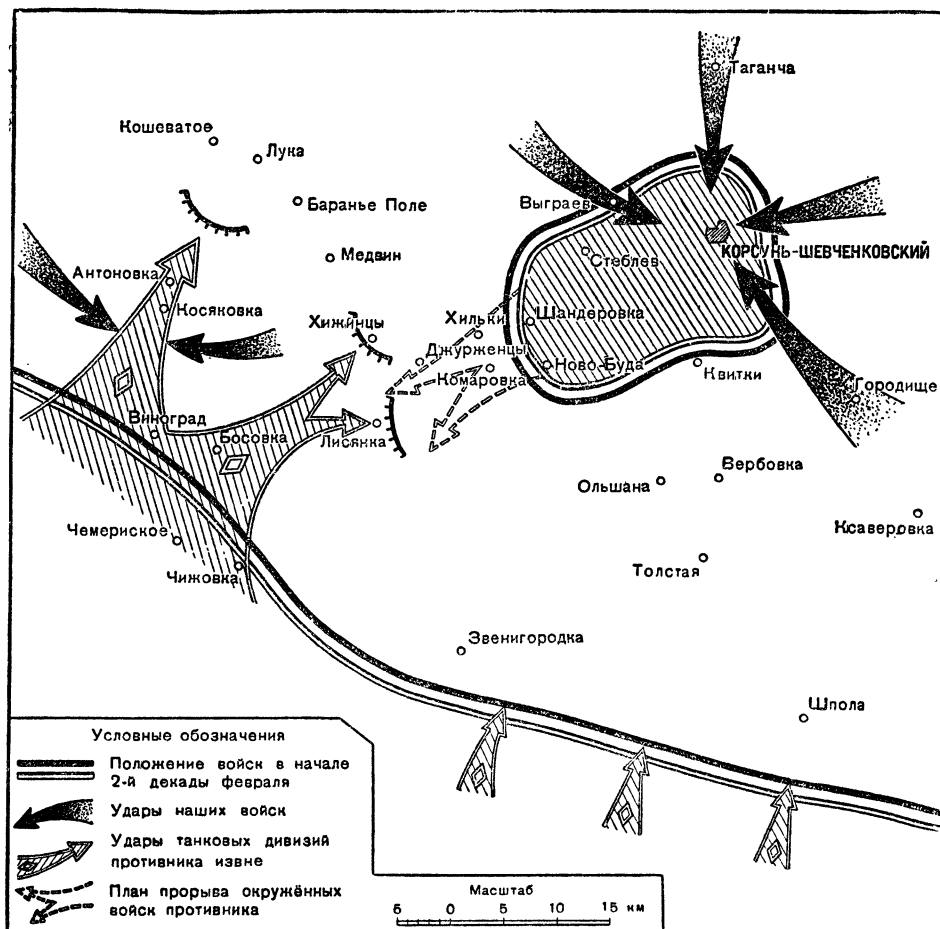 Таганча
Кошеватое
Лука
Баранье Поле
Выграев
КОРСУНЬ-ШЕВЧЕНКОВСКИЙ
Медвин
Стеблев
Антоновка
Косяковка
Хижинцы
Хильки
Шандеровка
Джурженцы
Ново-Буда
Комаровка
Квитки
Городище
Виноград
Лисянка
Босовка
Вербовка
Ольшана
Ксаверовка
Чемериское
Толстая
Чижовка
Звенигородка
Шпола
Условные обозначения
Положение войск в начале
2-й декады февраля
Удары наших войск
Удары танковых дивизий
противника извне
План прорыва окружённых
войск противника
Масштаб
5 0 5 10 15 км